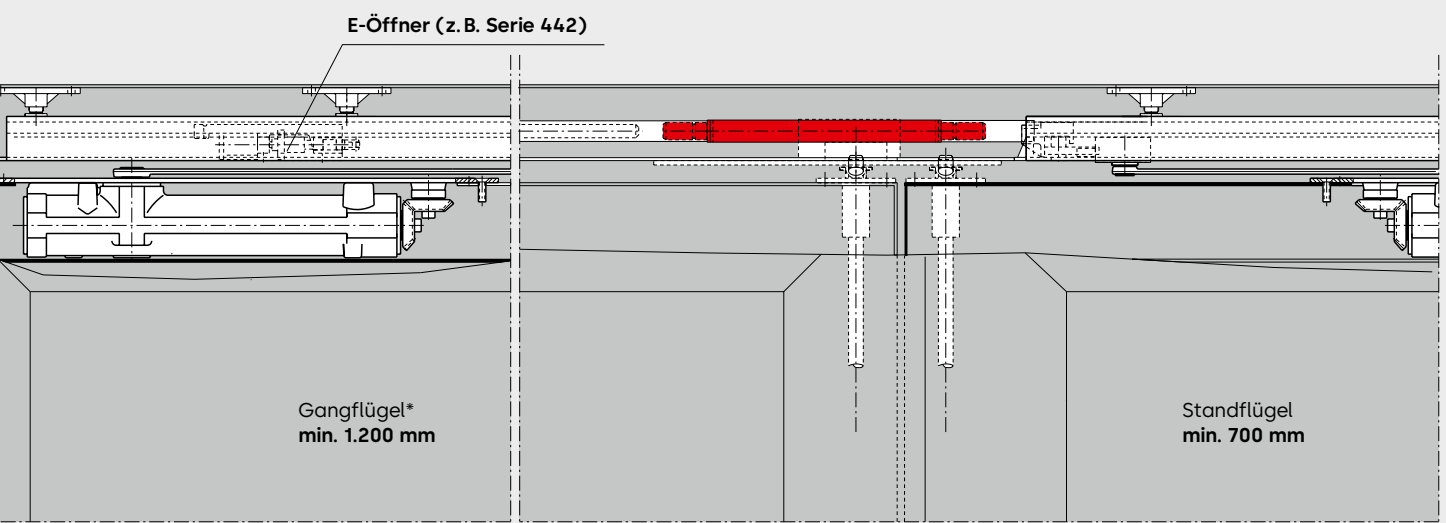 E-Öffner (z. B. Serie 442)
Gangflügel*
min. 1.200 mm
Standflügel
min. 700 mm